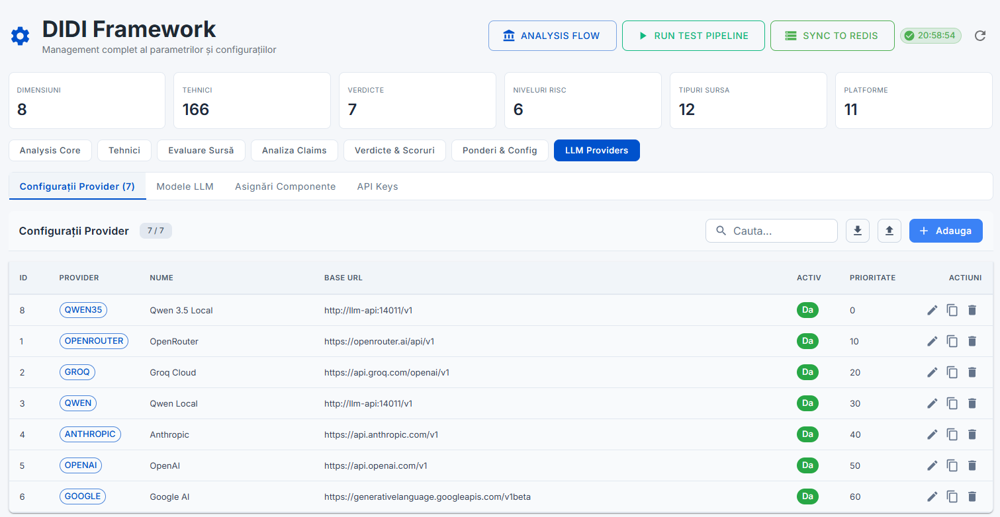 DIDI Framework
Management complet al parametrilor și configurațiilor
ANALYSIS FLOW
RUN TEST PIPELINE
SYNC TO REDIS
20:58:54
DIMENSIUNI
8
TEHNICI
166
VERDICTE
7
NIVELURI RISC
6
TIPURI SURSA
12
PLATFORME
11
Analysis Core
Tehnici
Evaluare Sursă
Analiza Claims
Verdicte & Scoruri
Ponderi & Config
LLM Providers
Configurații Provider (7)
Modele LLM
Asignări Componente
API Keys
Configurații Provider
7 / 7
Cauta...
+ Adauga
ID PROVIDER NUME BASE URL ACTIV PRIORITATE ACTIUNI
8 QWEN35 Qwen 3.5 Local http://llm-api:14011/v1 Da 0
1 OPENROUTER OpenRouter https://openrouter.ai/api/v1 Da 10
2 GROQ Groq Cloud https://api.groq.com/openai/v1 Da 20
3 QWEN Qwen Local http://llm-api:14011/v1 Da 30
4 ANTHROPIC Anthropic https://api.anthropic.com/v1 Da 40
5 OPENAI OpenAI https://api.openai.com/v1 Da 50
6 GOOGLE Google AI https://generativelanguage.googleapis.com/v1beta Da 60